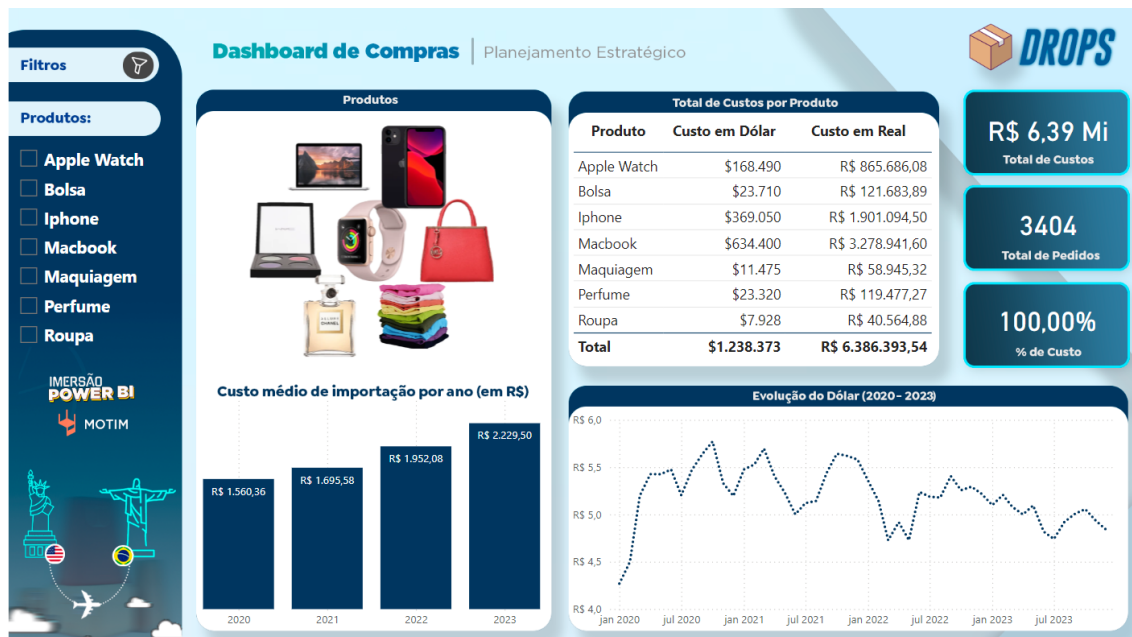 Dashboard de Compras | Planejamento Estratégico
DROPS
Filtros
Produtos:
Apple Watch
Bolsa
Iphone
Macbook
Maquiagem
Perfume
Roupa
IMERSÃO
POWER BI
MOTIM
Produtos
Custo médio de importação por ano (em R$)
R$ 1.560,36
R$ 1.695,58
R$ 1.952,08
R$ 2.229,50
2020 2021 2022 2023
Total de Custos por Produto
Produto Custo em Dólar Custo em Real
Apple Watch $168.490 R$ 865.686,08
Bolsa $23.710 R$ 121.683,89
Iphone $369.050 R$ 1.901.094,50
Macbook $634.400 R$ 3.278.941,60
Maquiagem $11.475 R$ 58.945,32
Perfume $23.320 R$ 119.477,27
Roupa $7.928 R$ 40.564,88
Total $1.238.373 R$ 6.386.393,54
R$ 6,39 Mi
Total de Custos
3404
Total de Pedidos
100,00%
% de Custo
Evolução do Dólar (2020 - 2023)
R$ 6,0
R$ 5,5
R$ 5,0
R$ 4,5
R$ 4,0
jan 2020 jul 2020 jan 2021 jul 2021 jan 2022 jul 2022 jan 2023 jul 2023